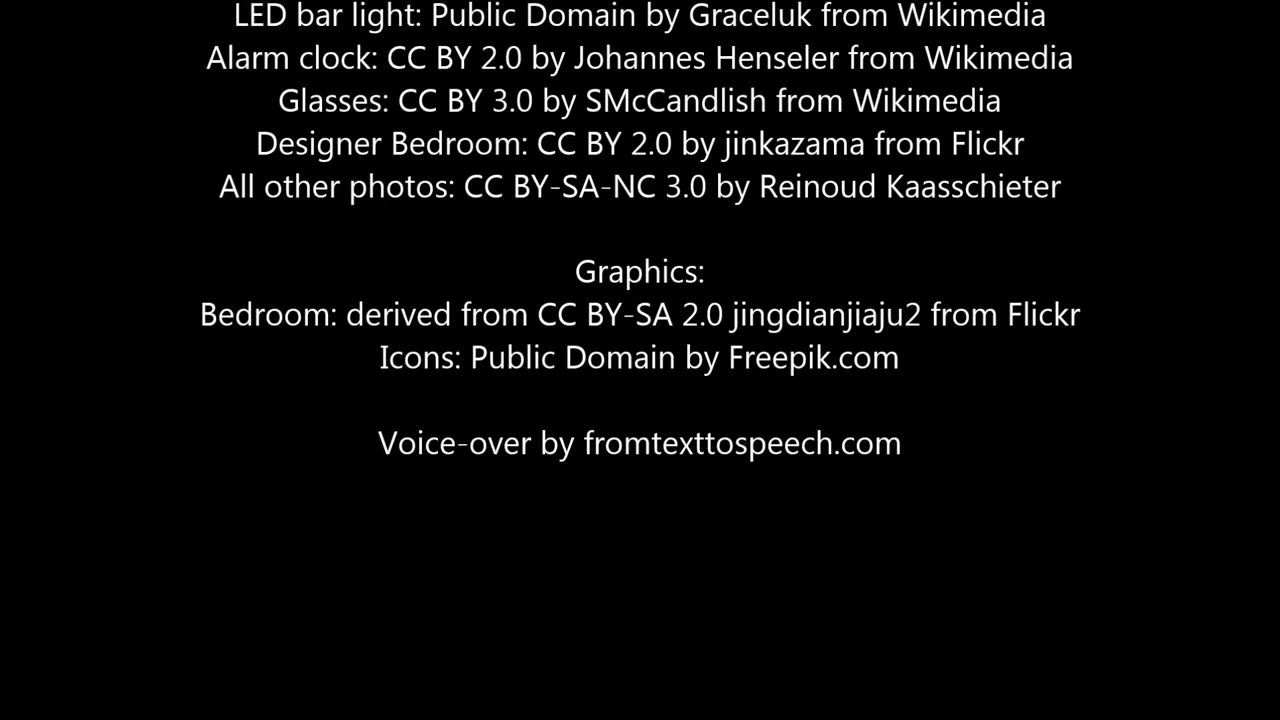 LED bar light: Public Domain by Graceluk from Wikimedia
Alarm clock: CC BY 2.0 by Johannes Henseler from Wikimedia
Glasses: CC BY 3.0 by SMcCandlish from Wikimedia
Designer Bedroom: CC BY 2.0 by jinkazama from Flickr
All other photos: CC BY-SA-NC 3.0 by Reinoud Kaasschieter
Graphics:
Bedroom: derived from CC BY-SA 2.0 jingdianjiaju2 from Flickr
Icons: Public Domain by Freepik.com
Voice-over by fromtexttospeech.com